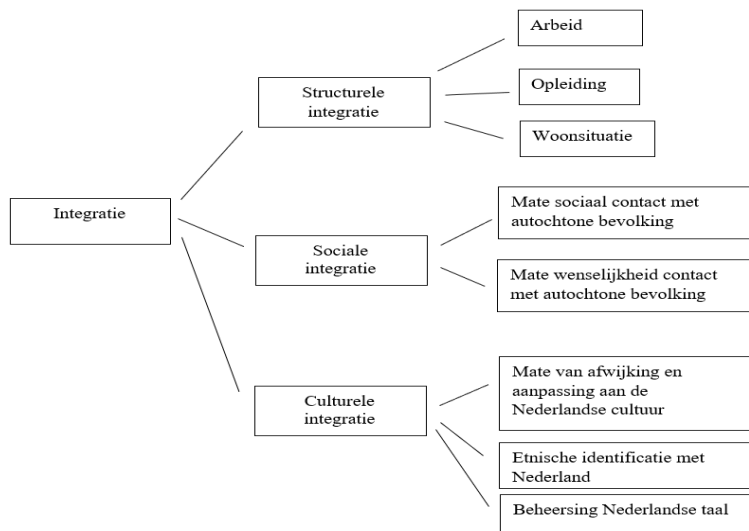 Arbeid
Structurele
integratie
Opleiding
Woonsituatie
Integratie
Sociale
integratie
Mate sociaal contact met
autochtone bevolking
Mate wenselijkheid contact
met autochtone bevolking
Culturele
integratie
Mate van afwijking en
aanpassing aan de
Nederlandse cultuur
Etnische identificatie met
Nederland
Beheersing Nederlandse taal